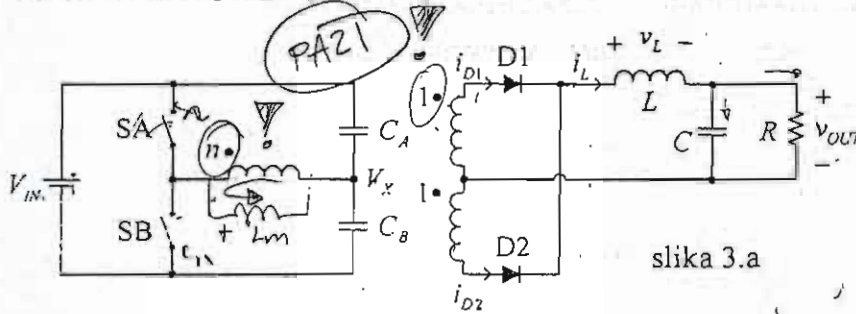 PAZI
!
!
+ v_L −
i_D1 D1 i_L
1 • L
SA C_A
n •
V_IN V_X C R + v_OUT −
1 •
SB + Lm C_B
D2 slika 3.a
i_D2